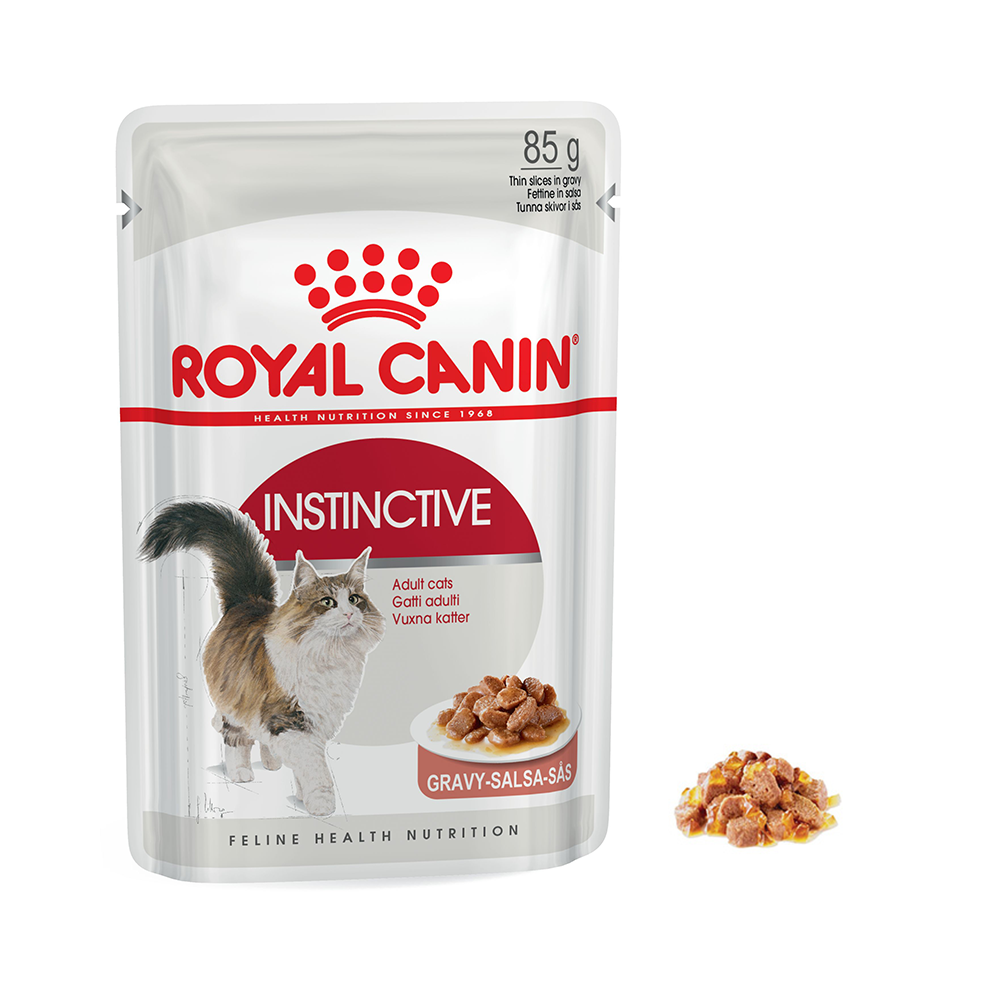 85 g
Thin slices in gravy
Fettine in salsa
Tunna skivor i sås
ROYAL CANIN®
HEALTH NUTRITION SINCE 1968
INSTINCTIVE
Adult cats
Gatti adulti
Vuxna katter
GRAVY-SALSA-SÅS
FELINE HEALTH NUTRITION